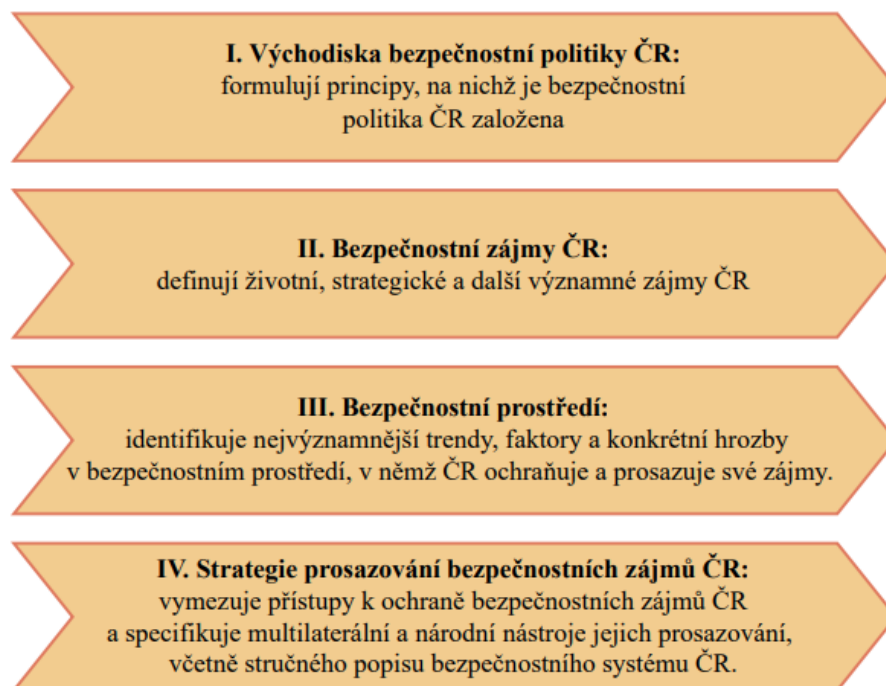 I. Východiska bezpečnostní politiky ČR:
formulují principy, na nichž je bezpečnostní
politika ČR založena
II. Bezpečnostní zájmy ČR:
definují životní, strategické a další významné zájmy ČR
III. Bezpečnostní prostředí:
identifikuje nejvýznamnější trendy, faktory a konkrétní hrozby
v bezpečnostním prostředí, v němž ČR ochraňuje a prosazuje své zájmy.
IV. Strategie prosazování bezpečnostních zájmů ČR:
vymezuje přístupy k ochraně bezpečnostních zájmů ČR
a specifikuje multilaterální a národní nástroje jejich prosazování,
včetně stručného popisu bezpečnostního systému ČR.